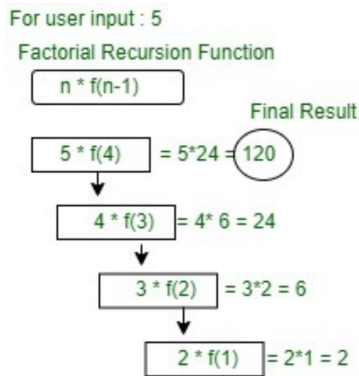 For user input : 5
Factorial Recursion Function
n * f(n-1)
Final Result
5 * f(4) = 5*24 = 120
4 * f(3) = 4* 6 = 24
3 * f(2) = 3*2 = 6
2 * f(1) = 2*1 = 2